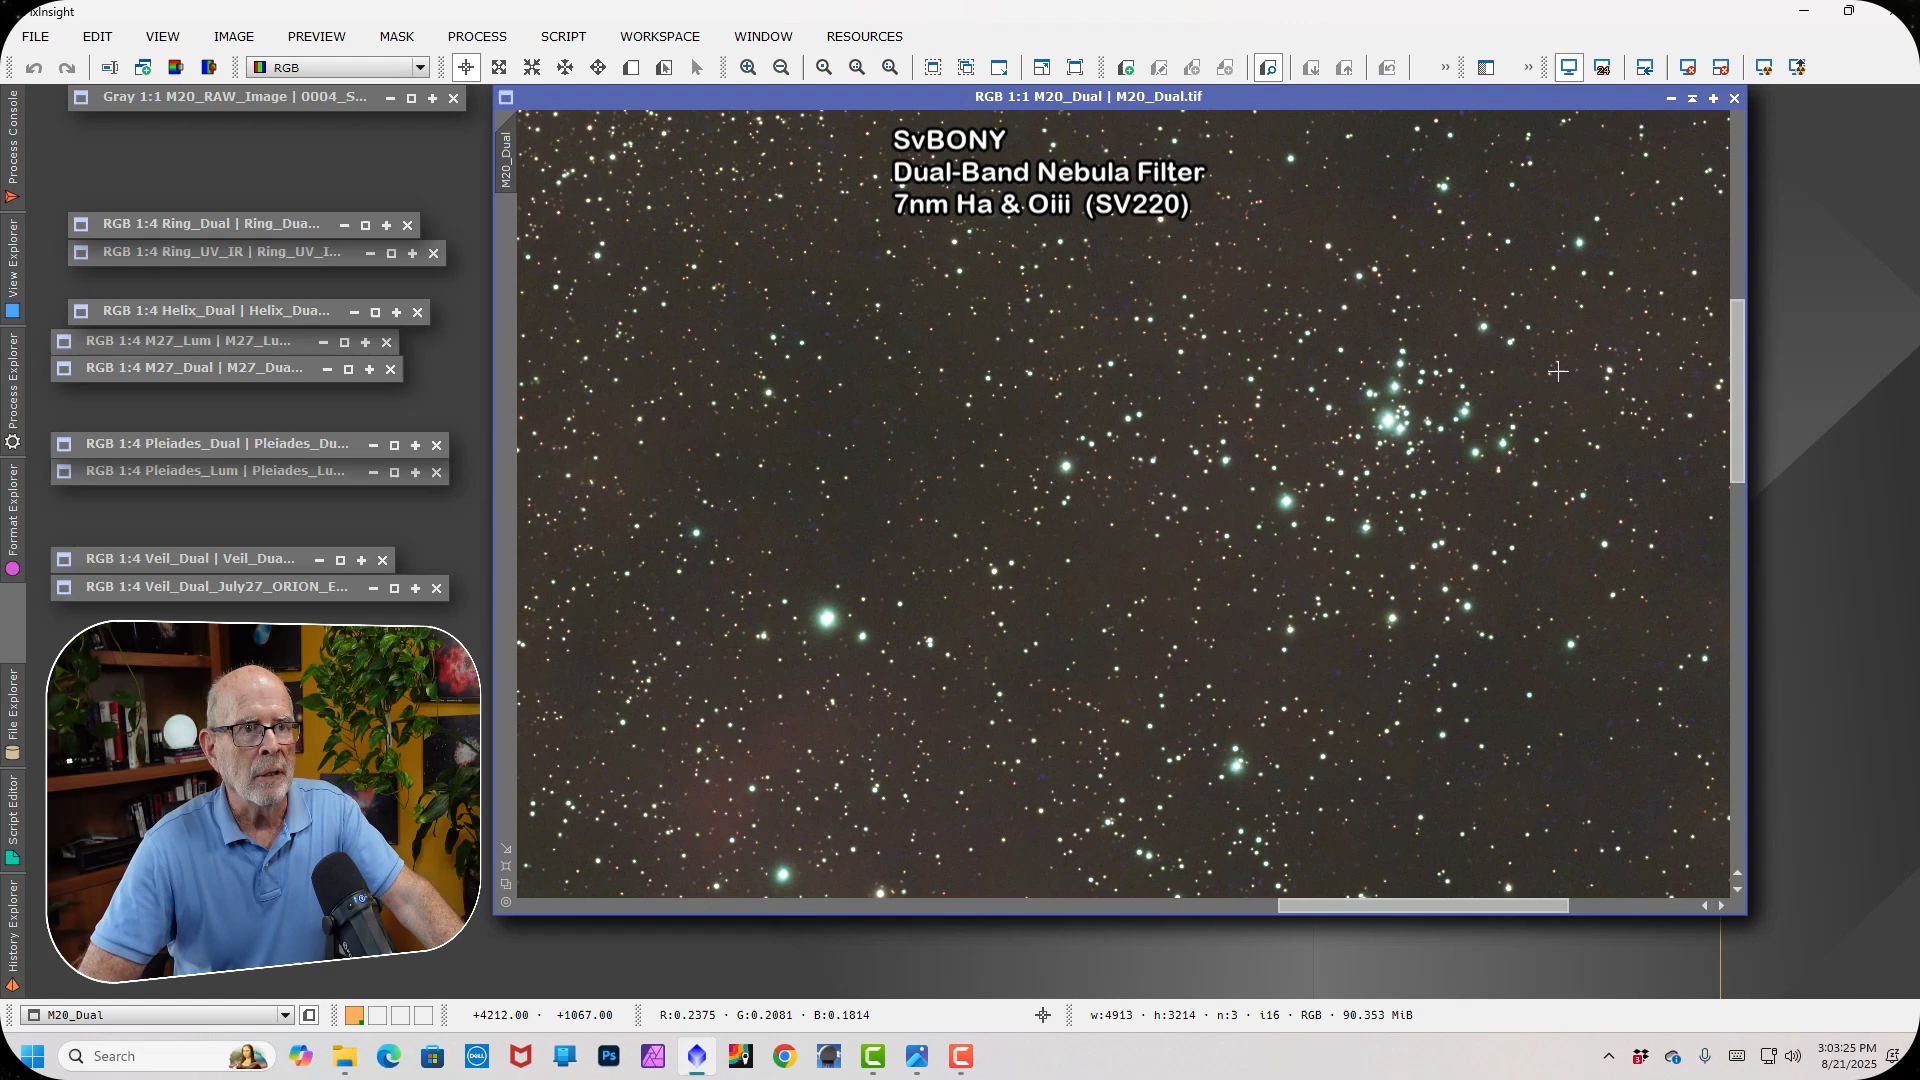 ixInsight
FILE EDIT VIEW IMAGE PREVIEW MASK PROCESS SCRIPT WORKSPACE WINDOW RESOURCES
RGB
24
Process Console
View Explorer
Process Explorer
Format Explorer
File Explorer
Script Editor
History Explorer
Gray 1:1 M20_RAW_Image | 0004_S...
RGB 1:4 Ring_Dual | Ring_Dua...
RGB 1:4 Ring_UV_IR | Ring_UV_I...
RGB 1:4 Helix_Dual | Helix_Dua...
RGB 1:4 M27_Lum | M27_Lu...
RGB 1:4 M27_Dual | M27_Dua...
RGB 1:4 Pleiades_Dual | Pleiades_Du...
RGB 1:4 Pleiades_Lum | Pleiades_Lu...
RGB 1:4 Veil_Dual | Veil_Dua...
RGB 1:4 Veil_Dual_July27_ORION_E...
RGB 1:1 M20_Dual | M20_Dual.tif
M20_Dual
SvBONY
Dual-Band Nebula Filter
7nm Ha & Oiii (SV220)
M20_Dual
+4212.00 · +1067.00
R:0.2375 · G:0.2081 · B:0.1814
w:4913 · h:3214 · n:3 · i16 · RGB · 90.353 MiB
Search
DELL
Ps
3:03:25 PM
8/21/2025